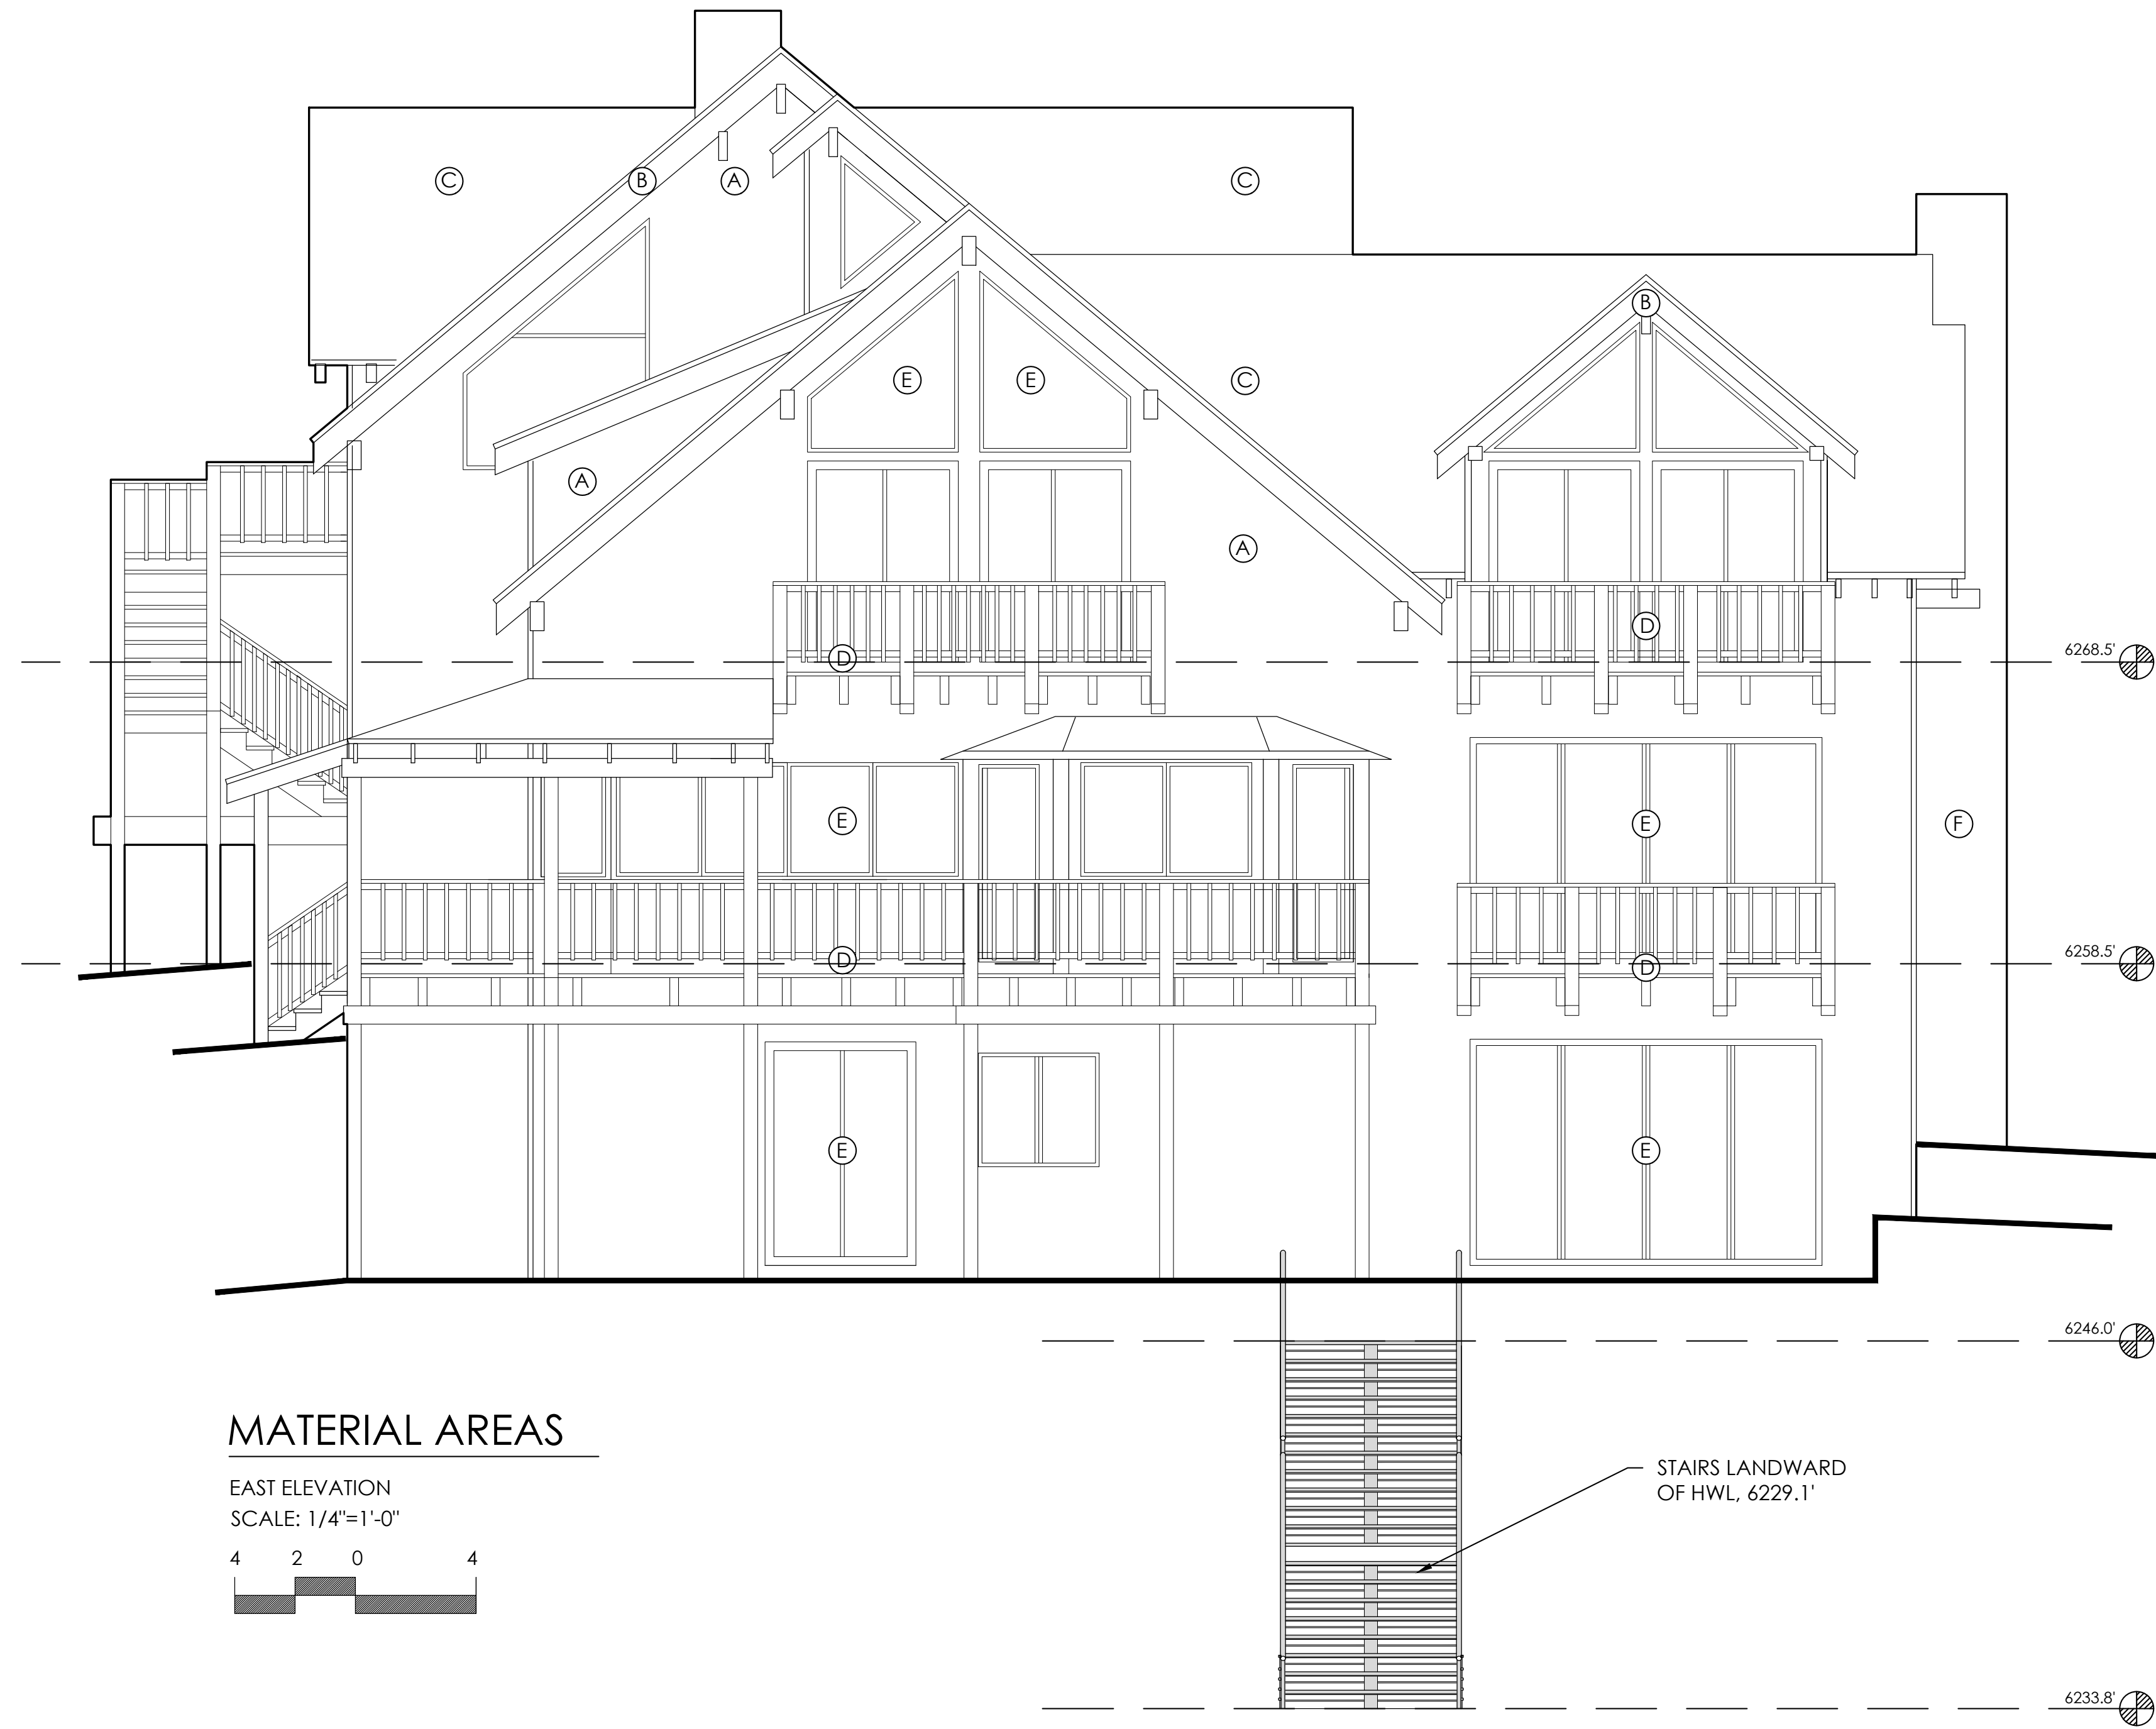 C B A C
E E C B
A
A
D
D
6268.5'
E E F
D
D
6258.5'
E E
6246.0'
MATERIAL AREAS
EAST ELEVATION
SCALE: 1/4"=1'-0"
4 2 0 4
STAIRS LANDWARD
OF HWL, 6229.1'
6233.8'